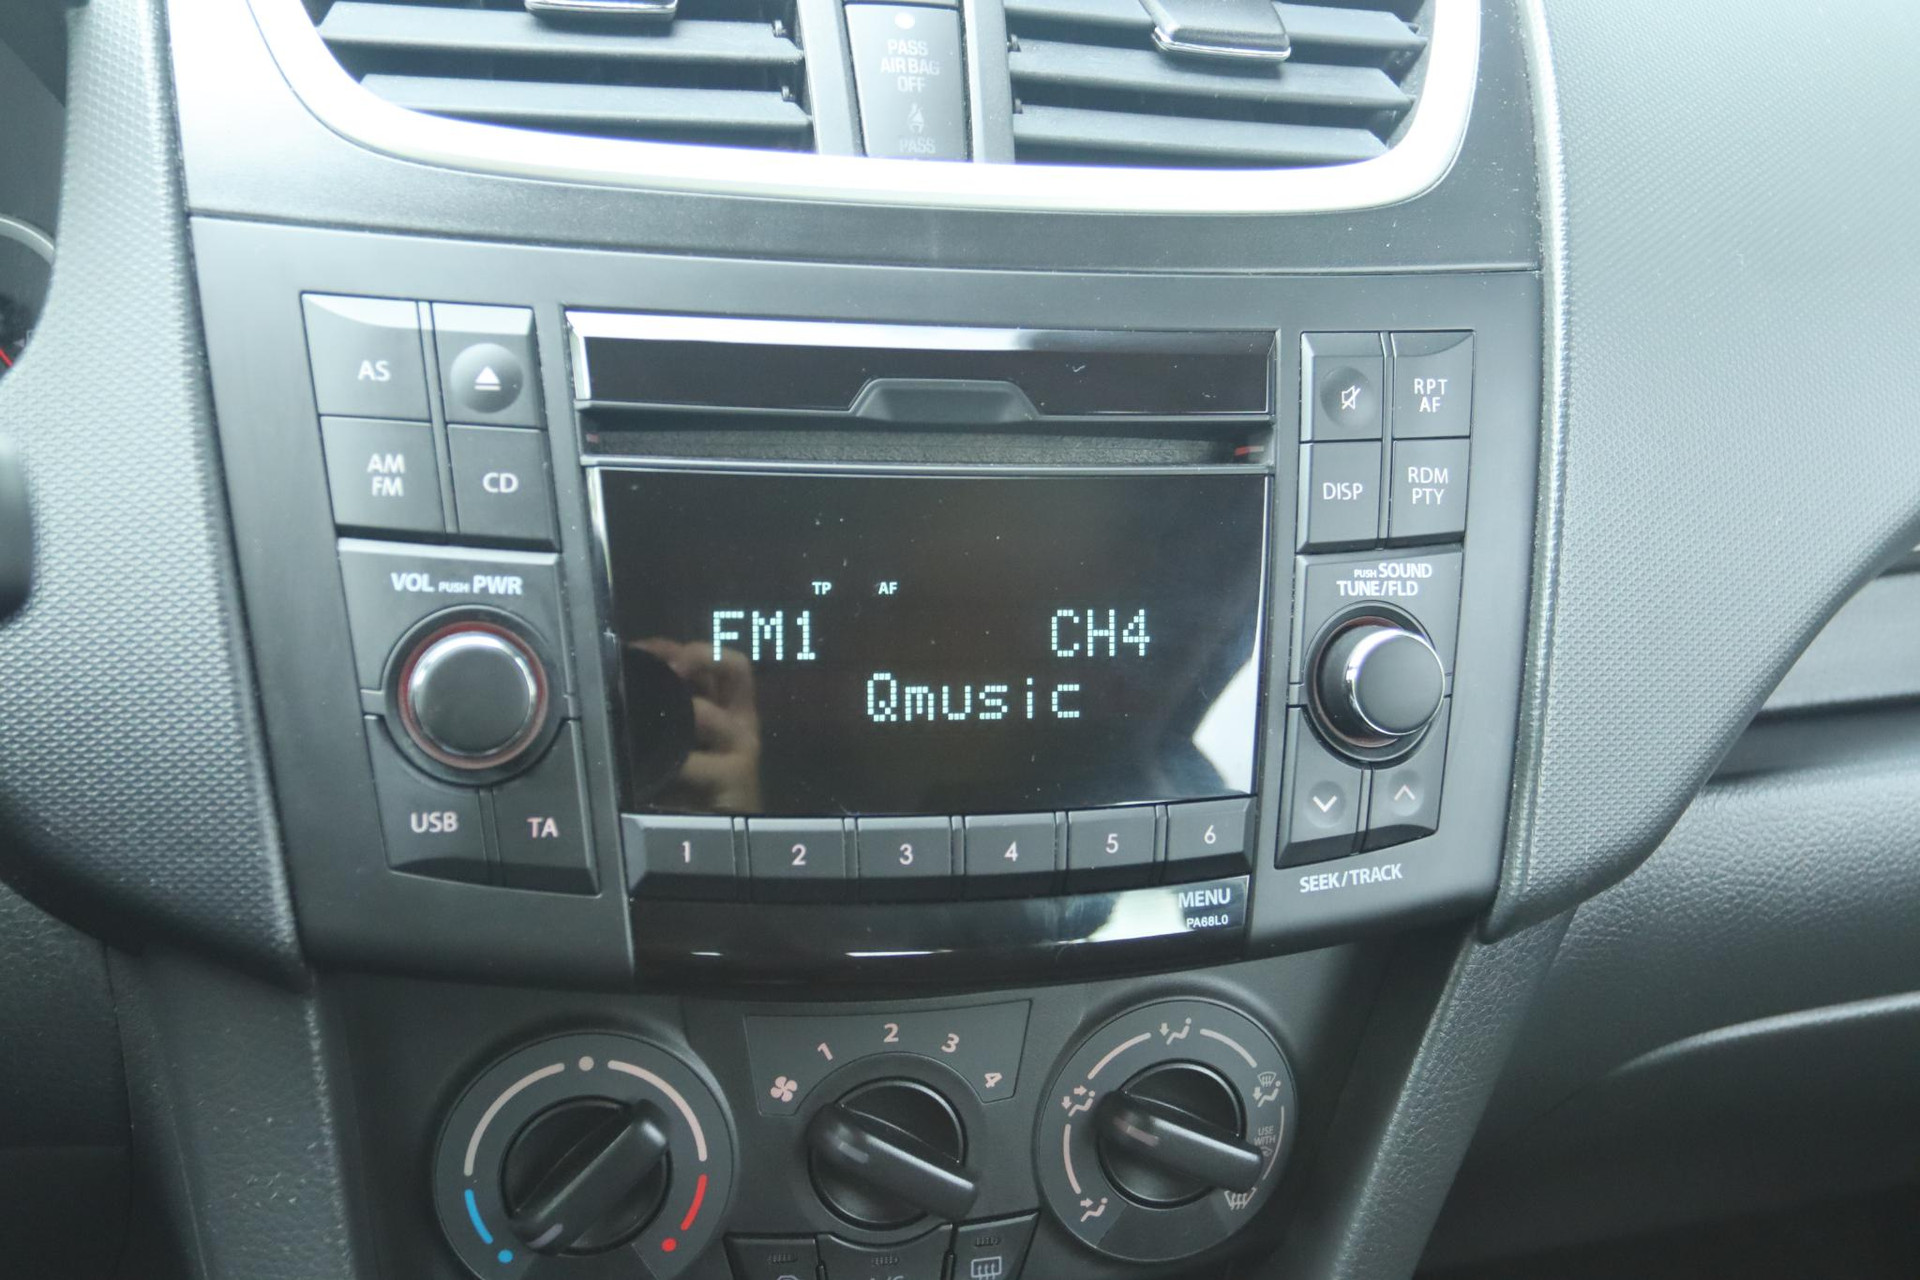 PASS
AIR BAG
OFF
PASS
AS
AM
FM
CD
RPT
AF
DISP
RDM
PTY
VOL PUSH PWR
PUSH SOUND
TUNE/FLD
TP AF
FM1 CH4
Qmusic
USB TA
1 2 3 4 5 6
SEEK/TRACK
MENU
PA68L0
1 2 3 4
USE
WITH